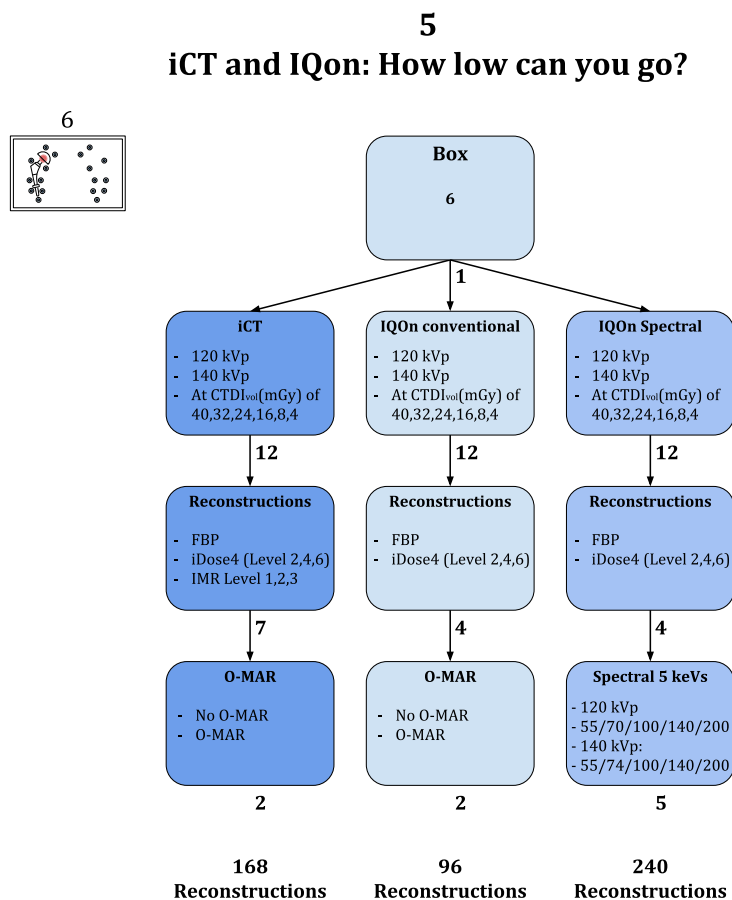 5
iCT and IQon: How low can you go?
6
Box
6
1
iCT
- 120 kVp
- 140 kVp
- At CTDIvol(mGy) of
40,32,24,16,8,4
IQOn conventional
- 120 kVp
- 140 kVp
- At CTDIvol(mGy) of
40,32,24,16,8,4
IQOn Spectral
- 120 kVp
- 140 kVp
- At CTDIvol(mGy) of
40,32,24,16,8,4
12
12
12
Reconstructions
- FBP
- iDose4 (Level 2,4,6)
- IMR Level 1,2,3
Reconstructions
- FBP
- iDose4 (Level 2,4,6)
Reconstructions
- FBP
- iDose4 (Level 2,4,6)
7
4
4
O-MAR
- No O-MAR
- O-MAR
O-MAR
- No O-MAR
- O-MAR
Spectral 5 keVs
- 120 kVp
- 55/70/100/140/200
- 140 kVp:
- 55/74/100/140/200
2
2
5
168
Reconstructions
96
Reconstructions
240
Reconstructions